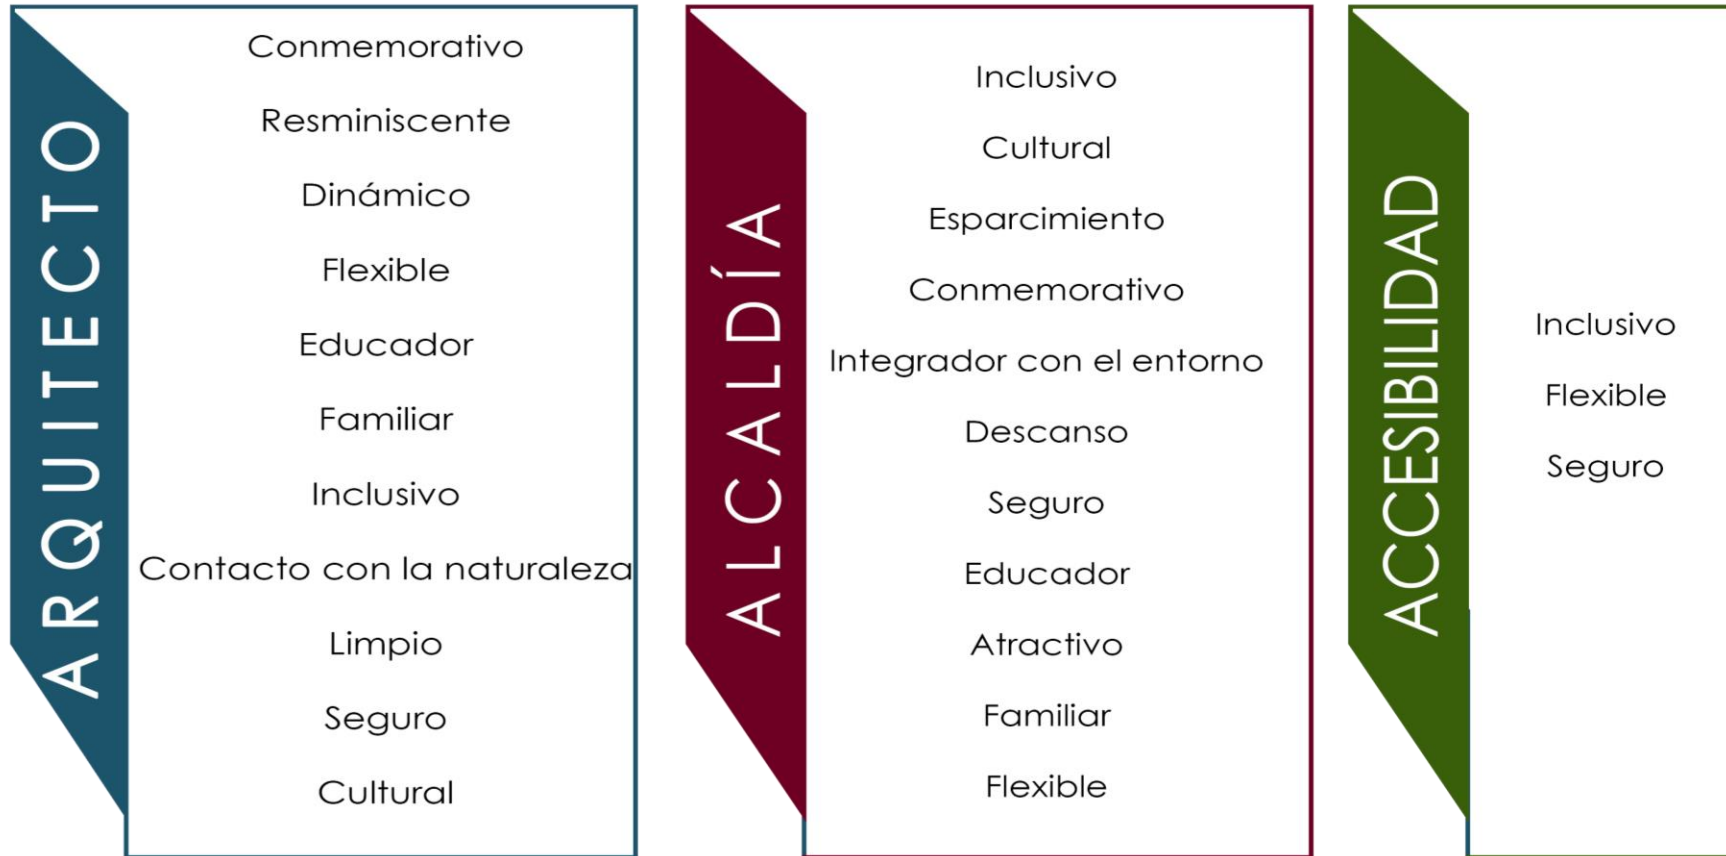 ARQUITECTO
Conmemorativo
Resminiscente
Dinámico
Flexible
Educador
Familiar
Inclusivo
Contacto con la naturaleza
Limpio
Seguro
Cultural
ALCALDÍA
Inclusivo
Cultural
Esparcimiento
Conmemorativo
Integrador con el entorno
Descanso
Seguro
Educador
Atractivo
Familiar
Flexible
ACCESIBILIDAD
Inclusivo
Flexible
Seguro